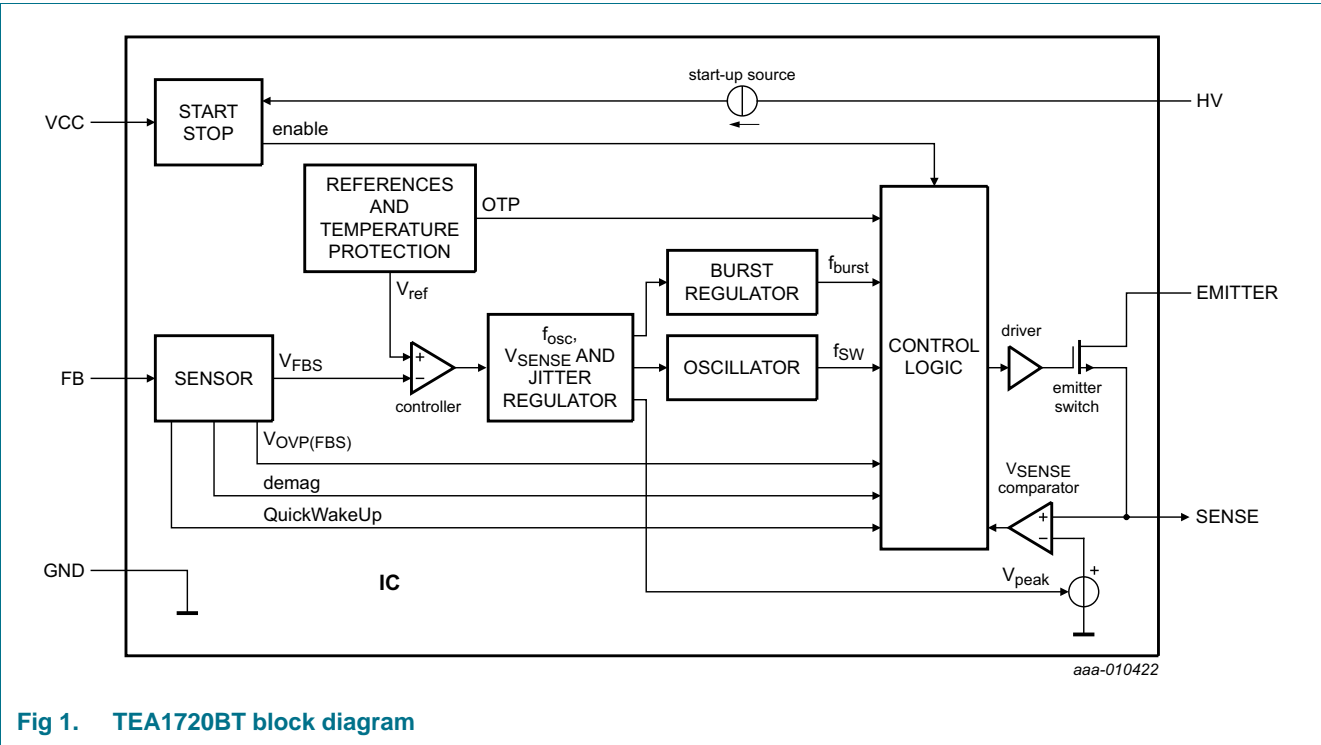 start-up source
HV
START
STOP
VCC
enable
REFERENCES
AND
TEMPERATURE
PROTECTION
OTP
BURST
REGULATOR
fburst
Vref
EMITTER
driver
fosc,
VSENSE AND
JITTER
REGULATOR
CONTROL
LOGIC
FB
SENSOR
VFBS
+
−
controller
OSCILLATOR
fSW
emitter
switch
VOVP(FBS)
demag
QuickWakeUp
VSENSE
comparator
+
−
SENSE
GND
IC
Vpeak
+
aaa-010422
Fig 1. TEA1720BT block diagram